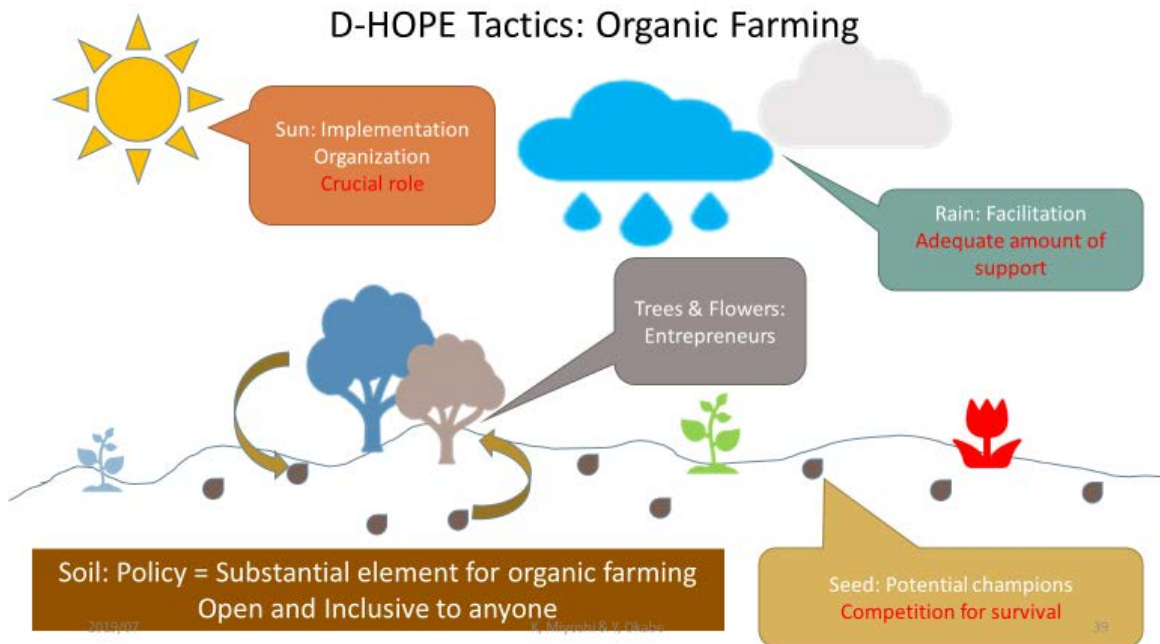 D-HOPE Tactics: Organic Farming
Sun: Implementation
Organization
Crucial role
Rain: Facilitation
Adequate amount of
support
Trees & Flowers:
Entrepreneurs
Soil: Policy = Substantial element for organic farming
Open and Inclusive to anyone
Seed: Potential champions
Competition for survival
2019/07
K, Miyoshi & Y, Okabe
39